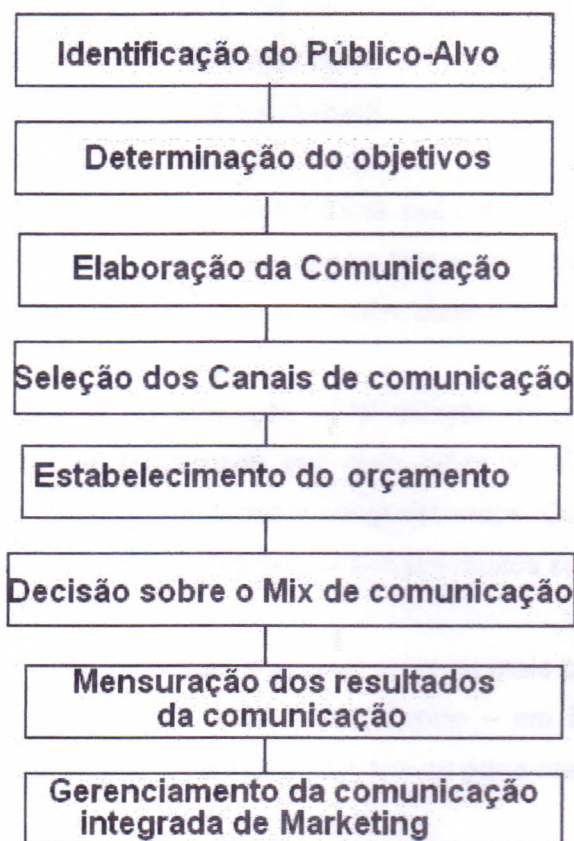 Identificação do Público-Alvo
Determinação do objetivos
Elaboração da Comunicação
Seleção dos Canais de comunicação
Estabelecimento do orçamento
Decisão sobre o Mix de comunicação
Mensuração dos resultados
da comunicação
Gerenciamento da comunicação
integrada de Marketing